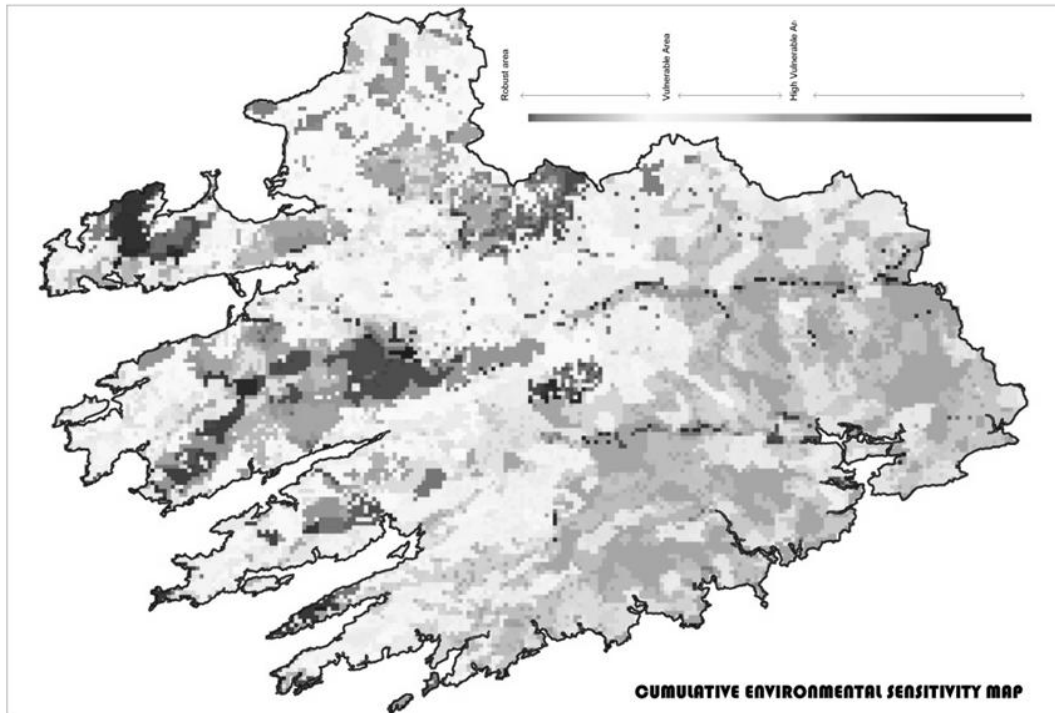 Robust area
Vulnerable Area
High Vulnerable Ar
CUMULATIVE ENVIRONMENTAL SENSITIVITY MAP